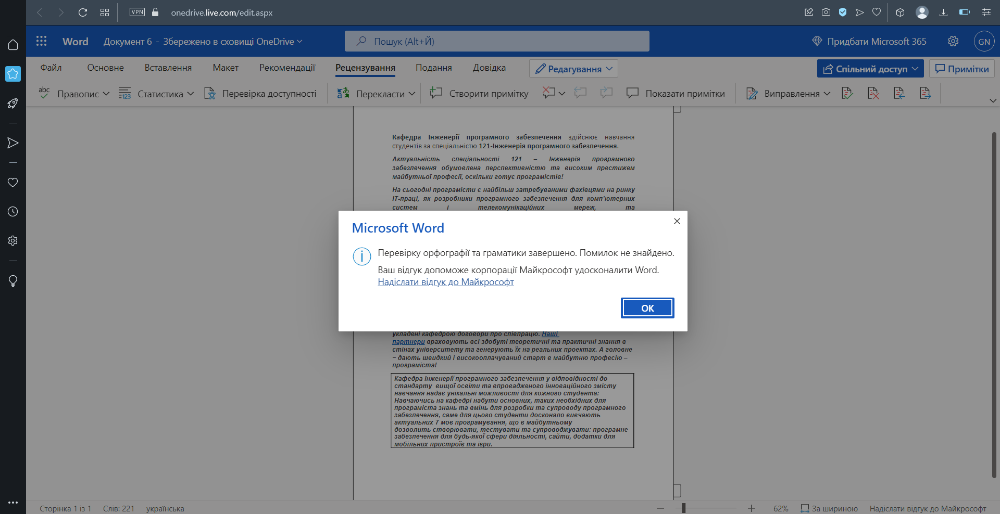 VPN
onedrive.live.com/edit.aspx
Word
Документ 6 - Збережено в сховищі OneDrive
Пошук (Alt+Й)
Придбати Microsoft 365
GN
Файл
Основне
Вставлення
Макет
Рекомендації
Рецензування
Подання
Довідка
Редагування
Спільний доступ
Примітки
abc
Правопис
123
Статистика
Перевірка доступності
Перекласти
Створити примітку
Показати примітки
Виправлення
Кафедра Інженерії програмного забезпечення здійснює навчання
студентів за спеціальністю 121-Інженерія програмного забезпечення.
Актуальність спеціальності 121 – Інженерія програмного
забезпечення обумовлена перспективністю та високим престижем
майбутньої професії, оскільки готує програмістів!
На сьогодні програмісти є найбільш затребуваними фахівцями на ринку
ІТ-праці, як розробники програмного забезпечення для комп'ютерних
систем і телекомунікаційних мереж, та
Microsoft Word
Перевірку орфографії та граматики завершено. Помилок не знайдено.
Ваш відгук допоможе корпорації Майкрософт удосконалити Word.
Надіслати відгук до Майкрософт
ОК
укладені кафедрою договори про співпрацю. Наші
партнери враховують всі здобуті теоретичні та практичні знання в
стінах університету та генерують їх на реальних проектах. А головне
– дають швидкий і високооплачуваний старт в майбутню професію –
програміста!
Кафедра Інженерії програмного забезпечення у відповідності до
стандарту вищої освіти та впровадженого інноваційного змісту
навчання надає унікальні можливості для кожного студента:
Навчаючись на кафедрі набути основних, таких необхідних для
програміста знань та вмінь для розробки та супроводу програмного
забезпечення, саме для цього студенти досконало вивчають
актуальних 7 мов програмування, що в майбутньому
дозволить створювати, тестувати та супроводжувати: програмне
забезпечення для будь-якої сфери діяльності, сайти, додатки для
мобільних пристроїв та ігри.
Сторінка 1 із 1
Слів: 221
українська
62%
За шириною
Надіслати відгук до Майкрософт